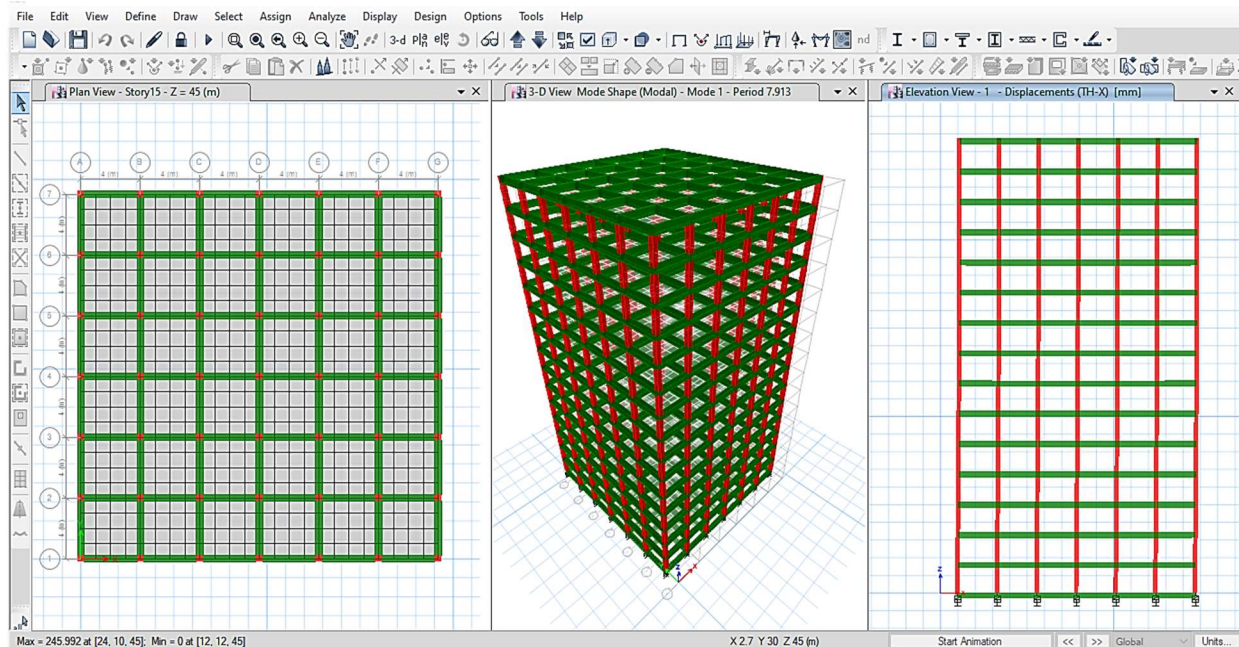 File Edit View Define Draw Select Assign Analyze Display Design Options Tools Help
3-d Plạ elẹ nd
Plan View - Story15 - Z = 45 (m)
3-D View Mode Shape (Modal) - Mode 1 - Period 7.913
Elevation View - 1 - Displacements (TH-X) [mm]
A B C D E F G
4 (m) 4 (m) 4 (m) 4 (m) 4 (m) 4 (m)
7
6
5
4
3
2
1
Z X
Z
Max = 245.992 at [24, 10, 45]; Min = 0 at [12, 12, 45] X 2.7 Y 30 Z 45 (m) Start Animation << >> Global Units...